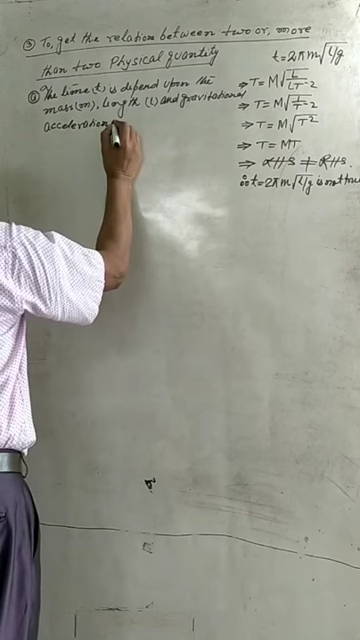 ③ To, get the relation between two or, more
than two Physical quantity
t=2πm√l/g
Q The time (t) is depend upon the
mass(m), length (l) and gravitational
acceleration
⇒ T = M√L/LT-2
⇒ T = M√1/T-2
⇒ T = M√T2
⇒ T = MT
⇒ LHS ≠ RHS
∴ t=2πm√l/g is not true